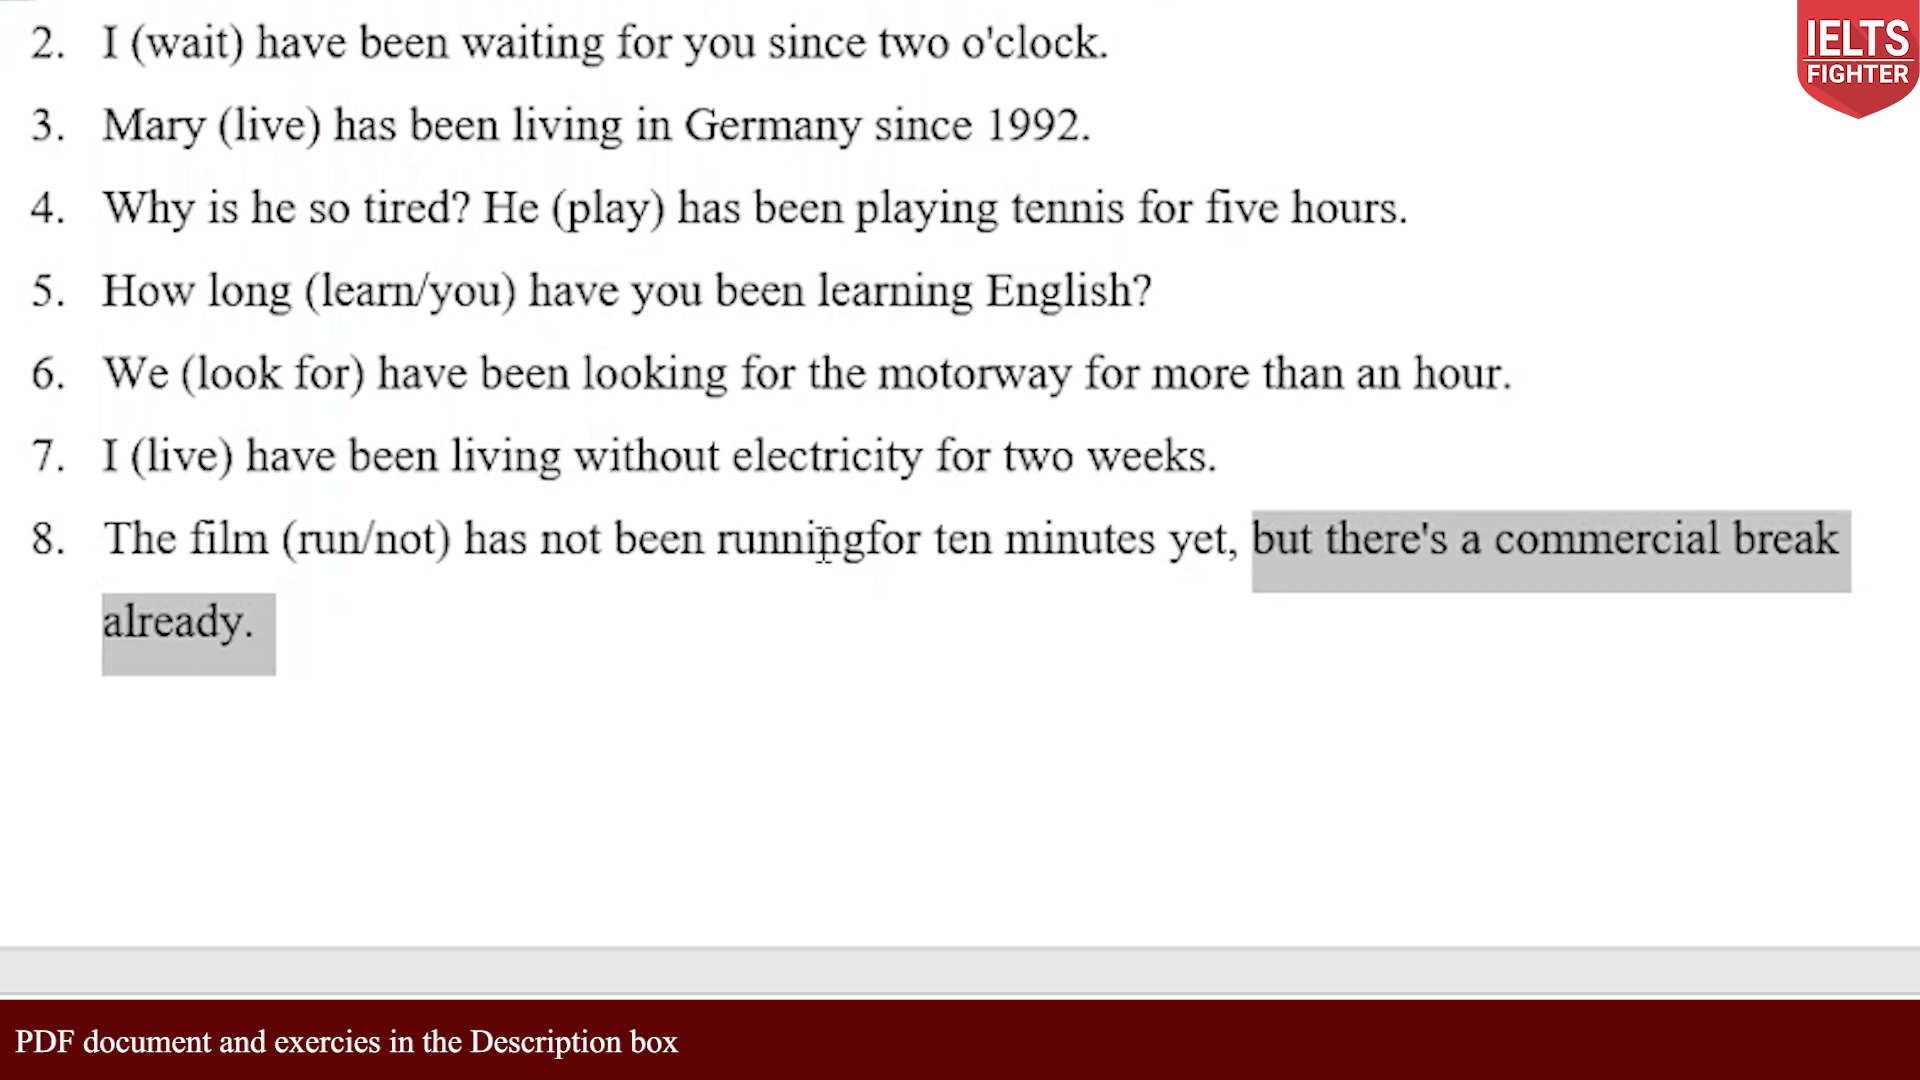 2. I (wait) have been waiting for you since two o'clock.
IELTS
FIGHTER
3. Mary (live) has been living in Germany since 1992.
4. Why is he so tired? He (play) has been playing tennis for five hours.
5. How long (learn/you) have you been learning English?
6. We (look for) have been looking for the motorway for more than an hour.
7. I (live) have been living without electricity for two weeks.
8. The film (run/not) has not been runningfor ten minutes yet, but there's a commercial break
already.
PDF document and exercies in the Description box